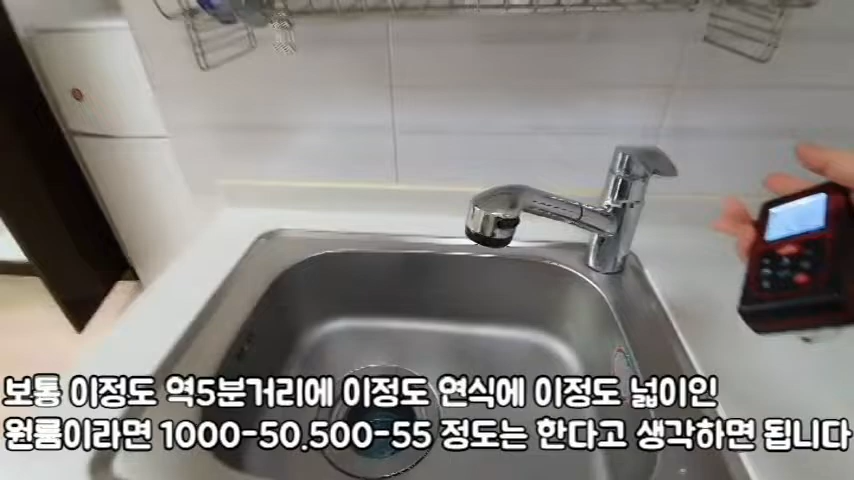 보통 이정도 역5분거리에 이정도 연식에 이정도 넓이인
원룸이라면 1000-50.500-55 정도는 한다고 생각하면 됩니다